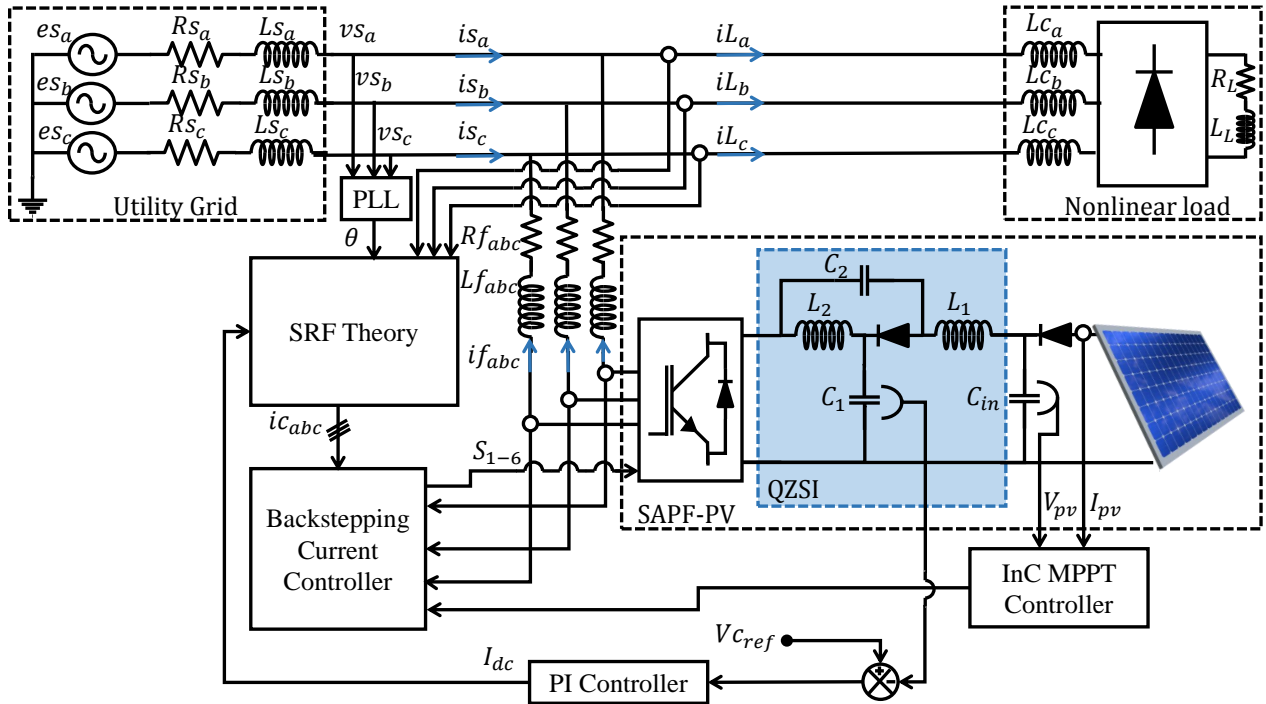 es_a
Rs_a
Ls_a
vs_a
is_a
iL_a
Lc_a
es_b
Rs_b
Ls_b
vs_b
is_b
iL_b
Lc_b
R_L
es_c
Rs_c
Ls_c
vs_c
is_c
iL_c
Lc_c
L_L
PLL
Utility Grid
Nonlinear load
θ
Rf_abc
Lf_abc
if_abc
SRF Theory
C_2
L_2
L_1
C_1
C_in
ic_abc
S_1−6
QZSI
SAPF-PV
V_pv
I_pv
Backstepping
Current
Controller
InC MPPT
Controller
Vc_ref
+
-
I_dc
PI Controller